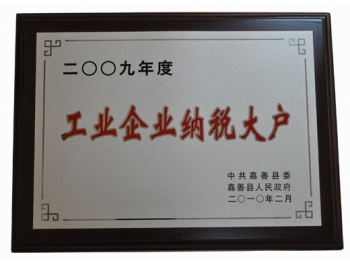 二〇〇九年度
工业企业纳税大户
中共嘉善县委
嘉善县人民政府
二〇一〇年二月